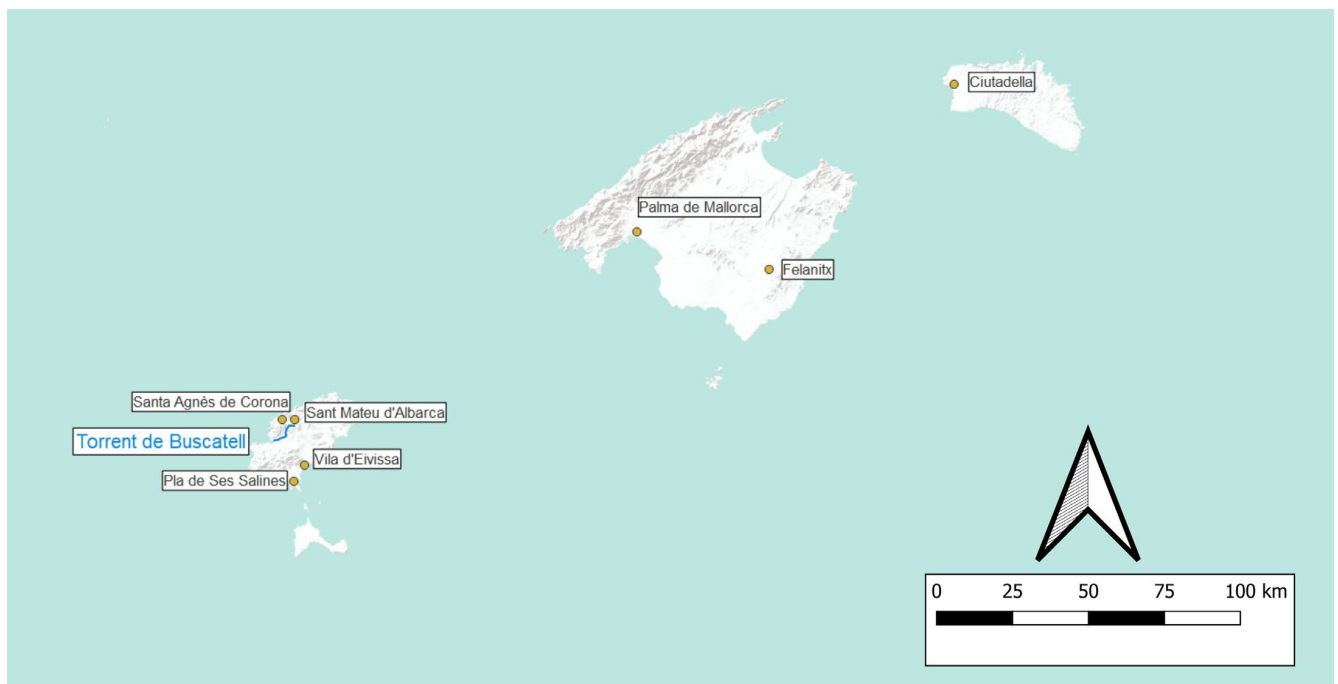 Ciutadella
Palma de Mallorca
Felanitx
Santa Agnès de Corona
Sant Mateu d'Albarca
Torrent de Buscatell
Vila d'Eivissa
Pla de Ses Salines
0 25 50 75 100 km